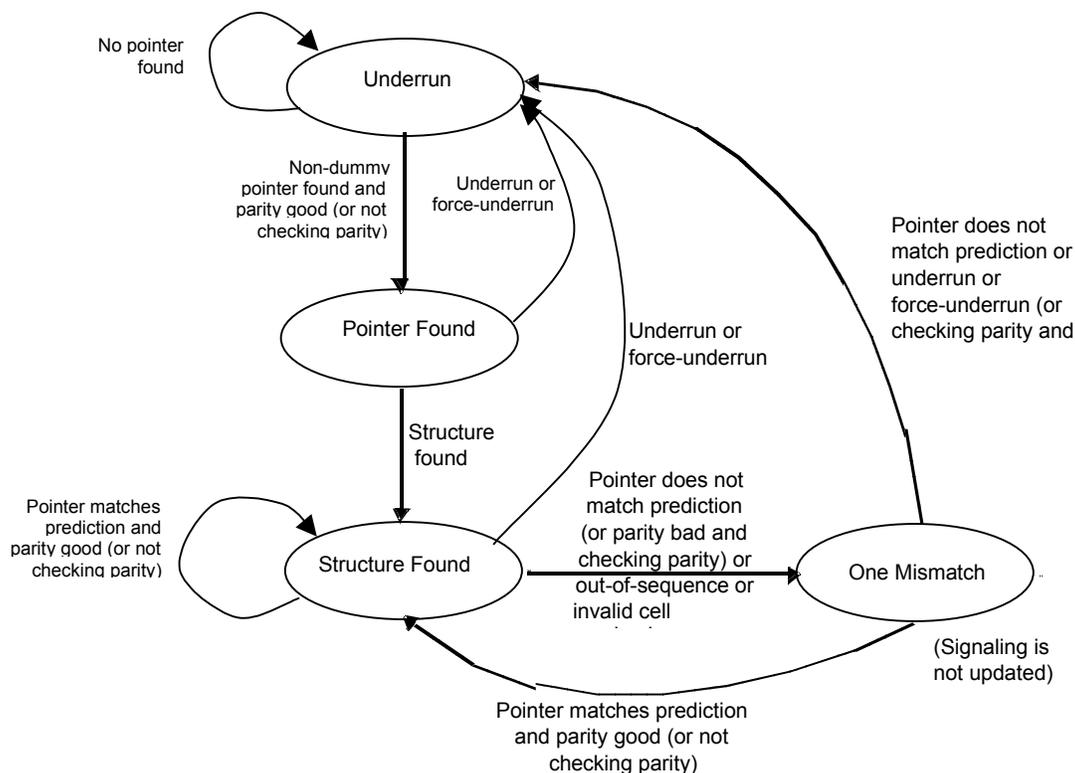 No pointer
found
Underrun
Non-dummy
pointer found and
parity good (or not
checking parity)
Underrun or
force-underrun
Pointer does not
match prediction or
underrun or
force-underrun (or
checking parity and
Pointer Found
Underrun or
force-underrun
Structure
found
Pointer matches
prediction and
parity good (or not
checking parity)
Structure Found
Pointer does not
match prediction
(or parity bad and
checking parity) or
out-of-sequence or
invalid cell
One Mismatch
(Signaling is
not updated)
Pointer matches prediction
and parity good (or not
checking parity)